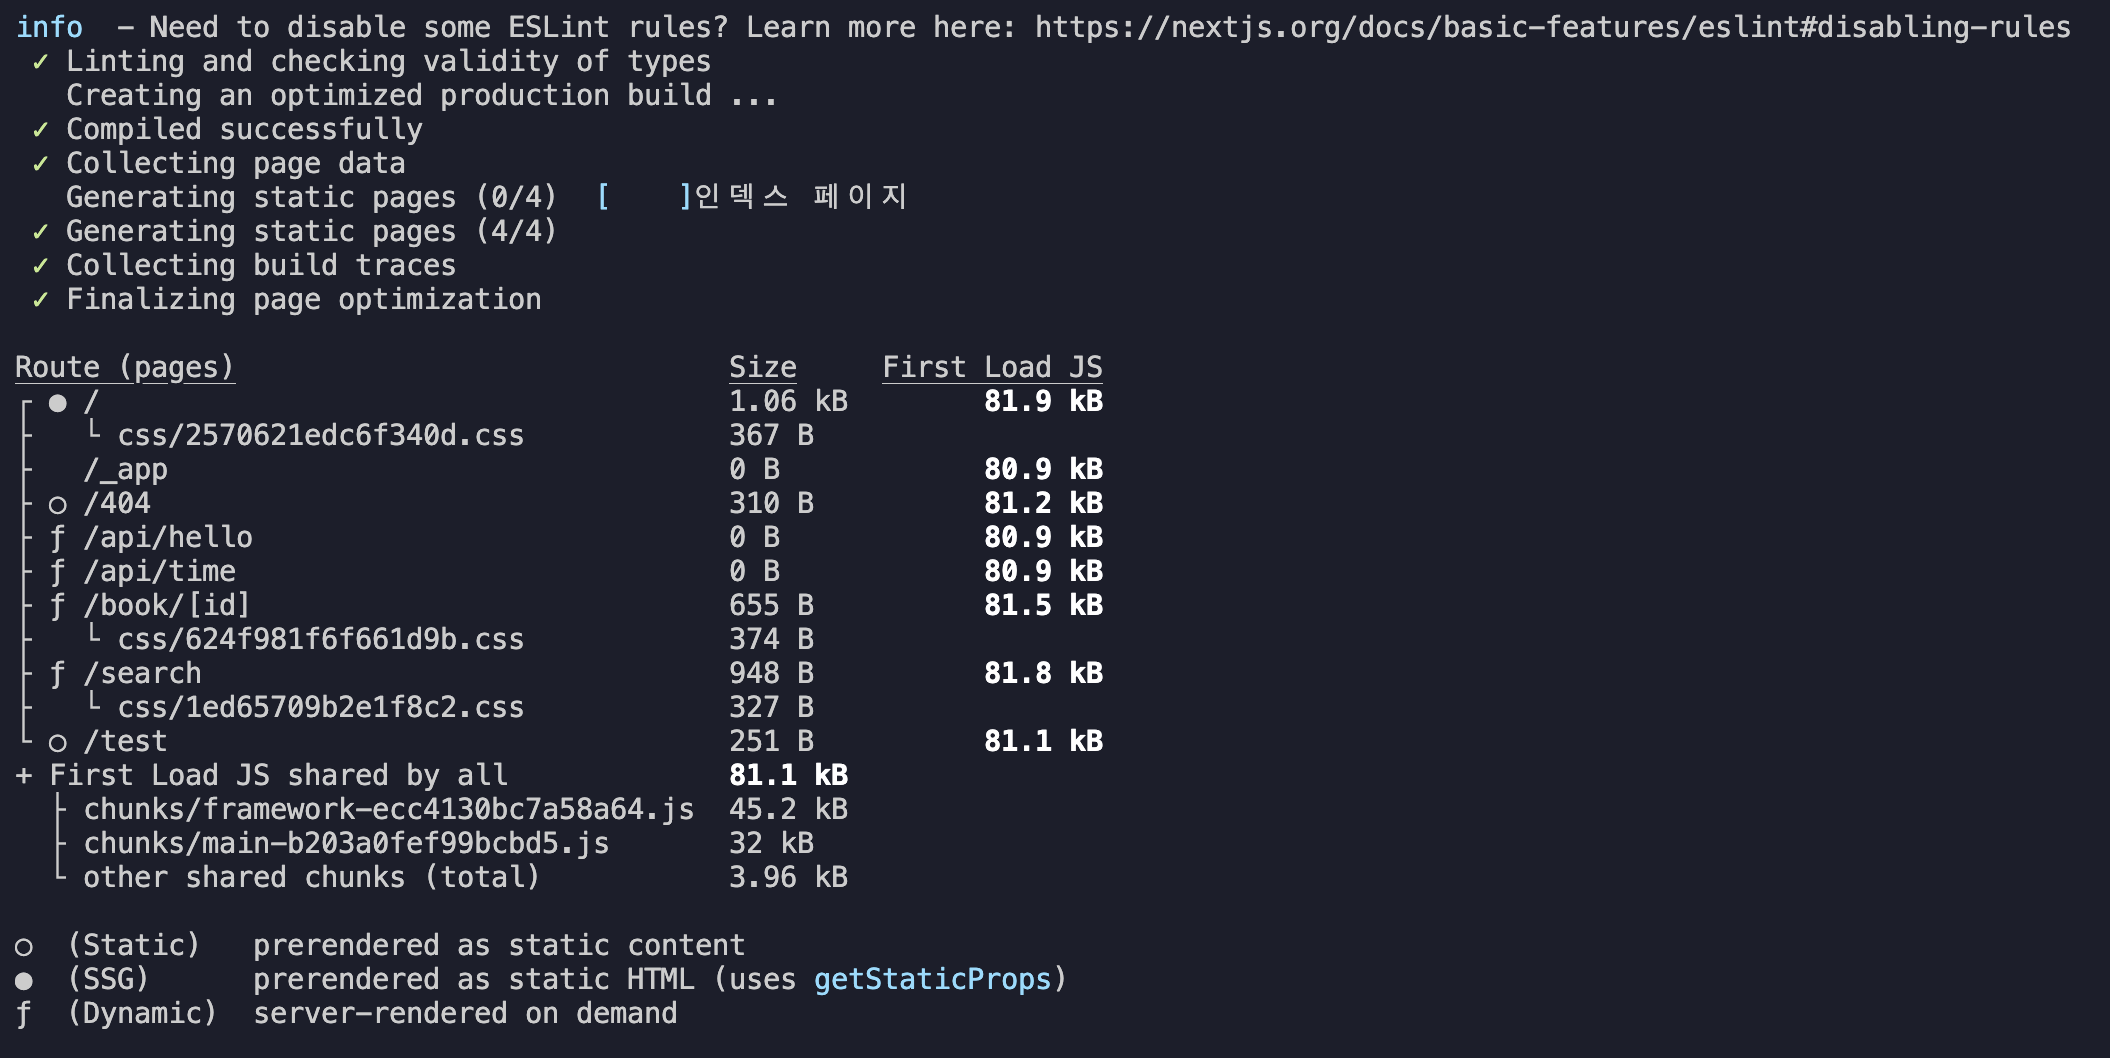 info  - Need to disable some ESLint rules? Learn more here: https://nextjs.org/docs/basic-features/eslint#disabling-rules
 ✓ Linting and checking validity of types
   Creating an optimized production build ...
 ✓ Compiled successfully
 ✓ Collecting page data
   Generating static pages (0/4)  [    ]인덱스 페이지
 ✓ Generating static pages (4/4)
 ✓ Collecting build traces
 ✓ Finalizing page optimization

Route (pages)                             Size     First Load JS
┌ ● /                                     1.06 kB        81.9 kB
├   └ css/2570621edc6f340d.css            367 B
├   /_app                                 0 B            80.9 kB
├ ○ /404                                  310 B          81.2 kB
├ ƒ /api/hello                            0 B            80.9 kB
├ ƒ /api/time                             0 B            80.9 kB
├ ƒ /book/[id]                            655 B          81.5 kB
├   └ css/624f981f6f661d9b.css            374 B
├ ƒ /search                               948 B          81.8 kB
├   └ css/1ed65709b2e1f8c2.css            327 B
└ ○ /test                                 251 B          81.1 kB
+ First Load JS shared by all             81.1 kB
  ├ chunks/framework-ecc4130bc7a58a64.js  45.2 kB
  ├ chunks/main-b203a0fef99bcbd5.js       32 kB
  └ other shared chunks (total)           3.96 kB

○  (Static)   prerendered as static content
●  (SSG)      prerendered as static HTML (uses getStaticProps)
ƒ  (Dynamic)  server-rendered on demand